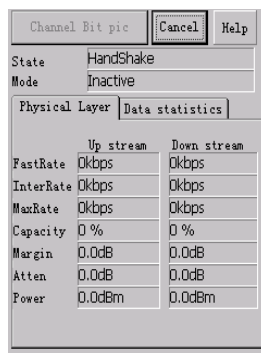 Channel Bit pic Cancel Help
State HandShake
Mode Inactive
Physical Layer Data statistics
Up stream Down stream
FastRate 0kbps 0kbps
InterRate 0kbps 0kbps
MaxRate 0kbps 0kbps
Capacity 0 % 0 %
Margin 0.0dB 0.0dB
Atten 0.0dB 0.0dB
Power 0.0dBm 0.0dBm